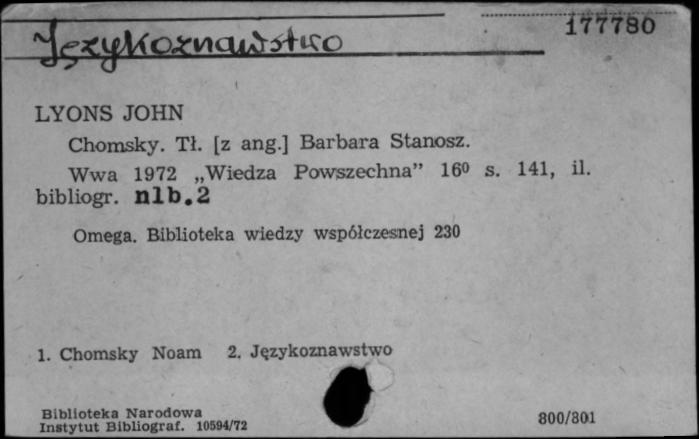 Językoznawstwo
177780
LYONS JOHN
Chomsky. Tł. [z ang.] Barbara Stanosz.
Wwa 1972 „Wiedza Powszechna” 16⁰ s. 141, il.
bibliogr. nlb.2
Omega. Biblioteka wiedzy współczesnej 230
1. Chomsky Noam 2. Językoznawstwo
Biblioteka Narodowa
Instytut Bibliograf. 10594/72
800/801